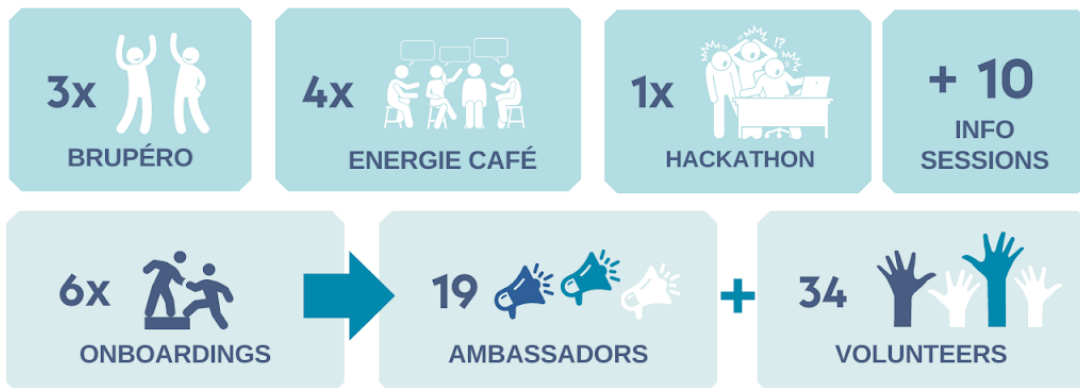 3x
BRUPÉRO
4x
ENERGIE CAFÉ
!?
1x
HACKATHON
+ 10
INFO
SESSIONS
6x
ONBOARDINGS
19
AMBASSADORS
+
34
VOLUNTEERS